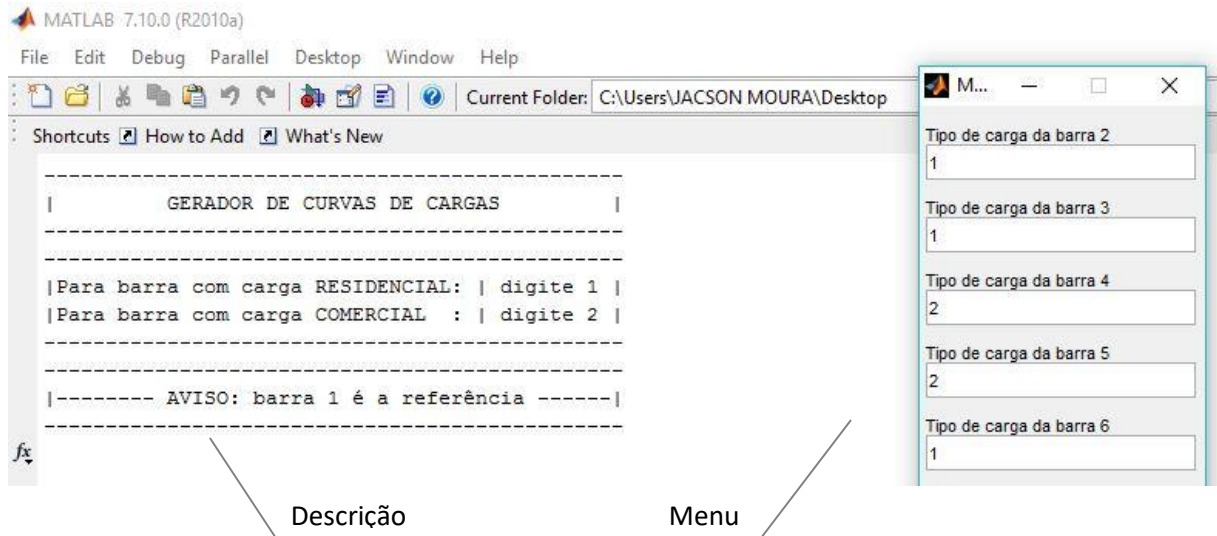 MATLAB 7.10.0 (R2010a)
File Edit Debug Parallel Desktop Window Help
Current Folder: C:\Users\JACSON MOURA\Desktop
Shortcuts How to Add What's New
-----------------------------------------------
| GERADOR DE CURVAS DE CARGAS |
-----------------------------------------------
-----------------------------------------------
|Para barra com carga RESIDENCIAL: | digite 1 |
|Para barra com carga COMERCIAL : | digite 2 |
-----------------------------------------------
-----------------------------------------------
|-------- AVISO: barra 1 é a referência ------|
-----------------------------------------------
fx
M...
Tipo de carga da barra 2
1
Tipo de carga da barra 3
1
Tipo de carga da barra 4
2
Tipo de carga da barra 5
2
Tipo de carga da barra 6
1
Descrição
Menu